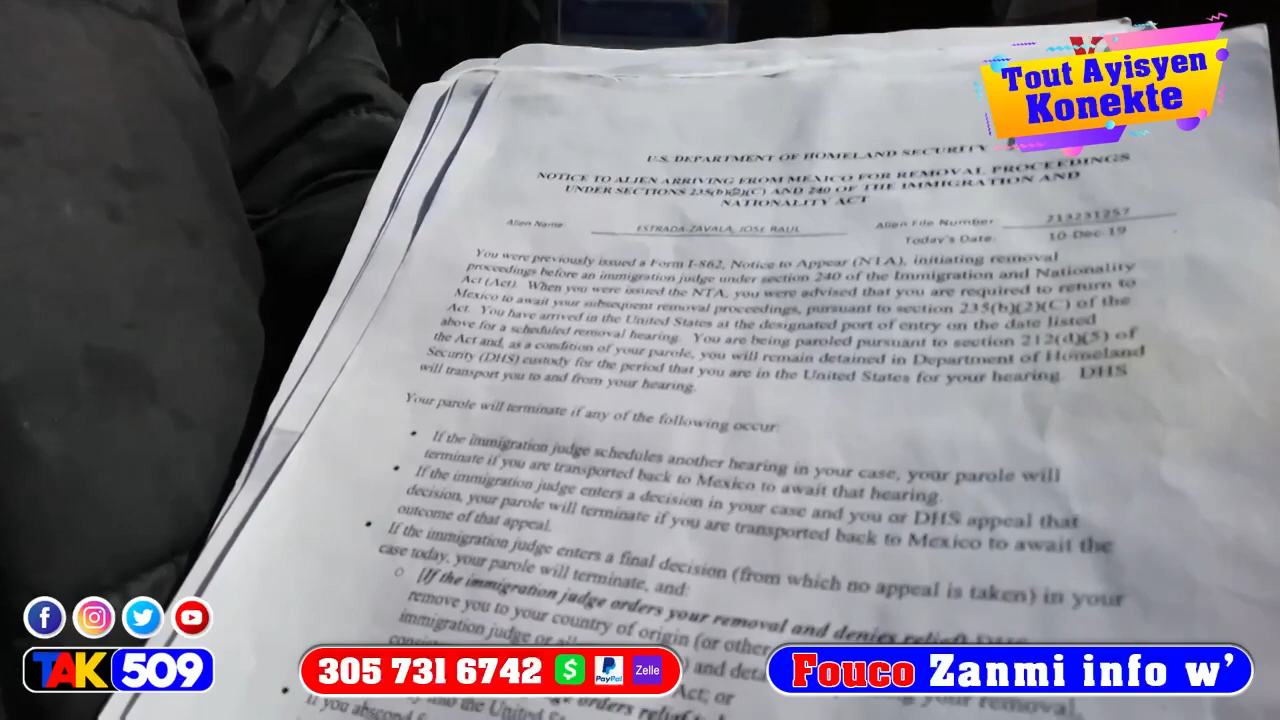 Tout Ayisyen
Konekte
U.S. DEPARTMENT OF HOMELAND SECURITY
NOTICE TO ALIEN ARRIVING FROM MEXICO FOR REMOVAL PROCEEDINGS
UNDER SECTIONS 235(b)(2)(C) AND 240 OF THE IMMIGRATION AND
NATIONALITY ACT
Alien Name: ESTRADA-ZAVALA, JOSE RAUL Alien File Number: 213231257
Today's Date: 10-Dec-19
You were previously issued a Form I-862, Notice to Appear (NTA), initiating removal
proceedings before an immigration judge under section 240 of the Immigration and Nationality
Act (Act). When you were issued the NTA, you were advised that you are required to return to
Mexico to await your subsequent removal proceedings, pursuant to section 235(b)(2)(C) of the
Act. You have arrived in the United States at the designated port of entry on the date listed
above for a scheduled removal hearing. You are being paroled pursuant to section 212(d)(5) of
the Act and, as a condition of your parole, you will remain detained in Department of Homeland
Security (DHS) custody for the period that you are in the United States for your hearing. DHS
will transport you to and from your hearing.
Your parole will terminate if any of the following occur:
• If the immigration judge schedules another hearing in your case, your parole will
terminate if you are transported back to Mexico to await that hearing.
• If the immigration judge enters a decision in your case and you or DHS appeal that
decision, your parole will terminate if you are transported back to Mexico to await the
outcome of that appeal.
• If the immigration judge enters a final decision (from which no appeal is taken) in your
case today, your parole will terminate, and:
○ [If the immigration judge orders your removal and denies relief]
remove you to your country of origin (or other
immigration judge or
) and
your removal
Act; or
the United
orders relief
If you abscond
TAK 509
305 731 6742 $ PayPal Zelle
Fouco Zanmi info w'